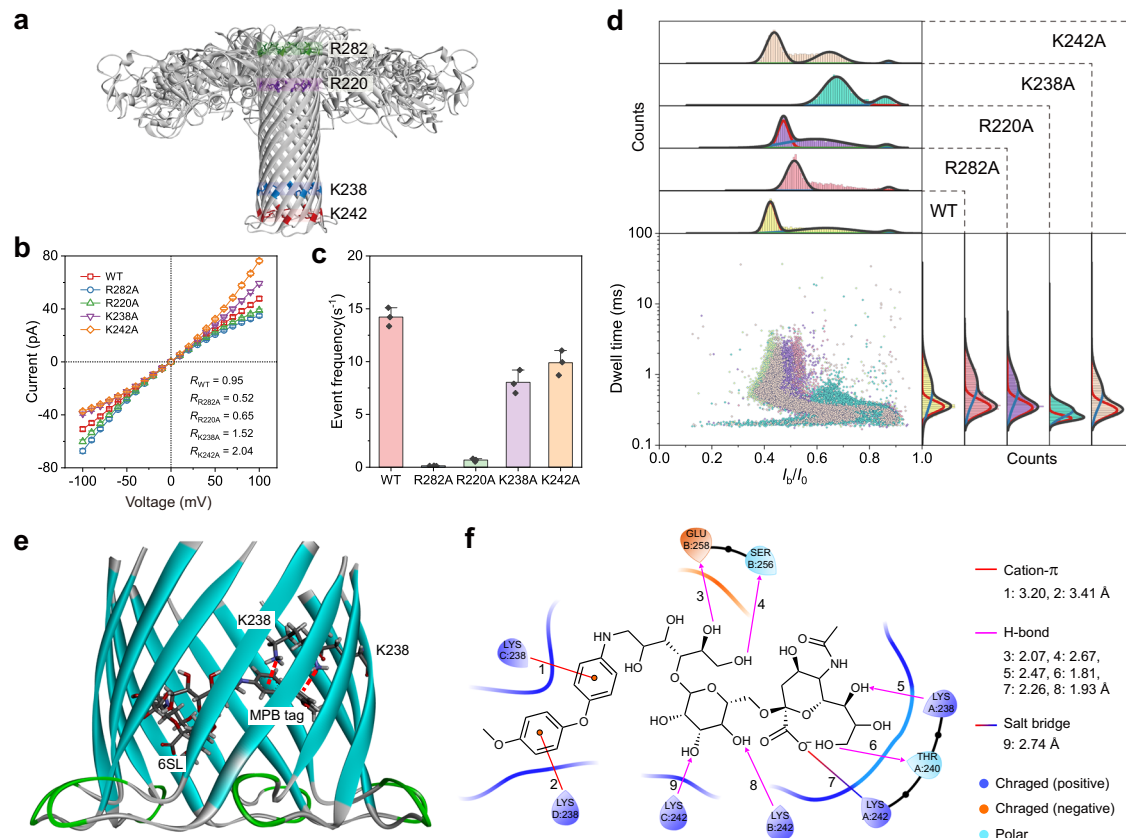 a
R282
R220
K238
K242
b
80
40
0
-40
-80
Current (pA)
WT
R282A
R220A
K238A
K242A
R_WT = 0.95
R_R282A = 0.52
R_R220A = 0.65
R_K238A = 1.52
R_K242A = 2.04
-100 -50 0 50 100
Voltage (mV)
c
20
15
10
5
0
Event frequency(s⁻¹)
WT R282A R220A K238A K242A
d
Counts
K242A
K238A
R220A
R282A
WT
100
10
1
0.1
Dwell time (ms)
0.0 0.2 0.4 0.6 0.8 1.0
I_b/I_0
Counts
e
K238
K238
MPB tag
6SL
f
GLU
B:258
SER
B:256
3
4
LYS
C:238
1
HN
OH
OH
OH
OH
OH
O
O
O
2
LYS
D:238
O
HO
OH
OH
O
O
O
O⁻
OH
O
NH
OH
OH
HO
5
LYS
A:238
6
THR
A:240
7
LYS
A:242
8
LYS
B:242
9
LYS
C:242
Cation-π
1: 3.20, 2: 3.41 Å
H-bond
3: 2.07, 4: 2.67,
5: 2.47, 6: 1.81,
7: 2.26, 8: 1.93 Å
Salt bridge
9: 2.74 Å
Chraged (positive)
Chraged (negative)
Polar